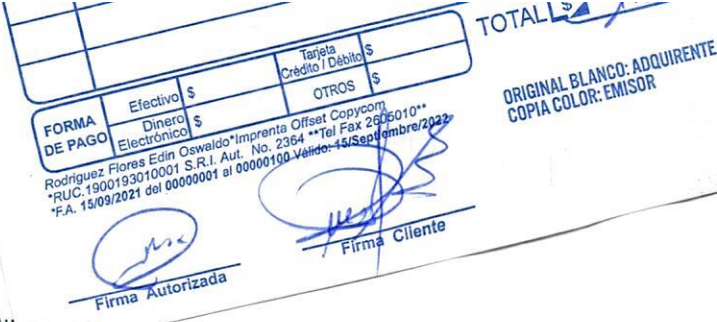 TOTAL $
Tarjeta
Crédito / Débito $
Efectivo $
OTROS $
FORMA
DE PAGO
Dinero
Electrónico $
ORIGINAL BLANCO: ADQUIRENTE
COPIA COLOR: EMISOR
Rodriguez Flores Edin Oswaldo*Imprenta Offset Copycom
*RUC.1900193010001 S.R.I. Aut. No. 2364 **Tel Fax 2605010**
*F.A. 15/09/2021 del 00000001 al 00000100 Válido: 15/Septiembre/2022
Firma Autorizada
Firma Cliente